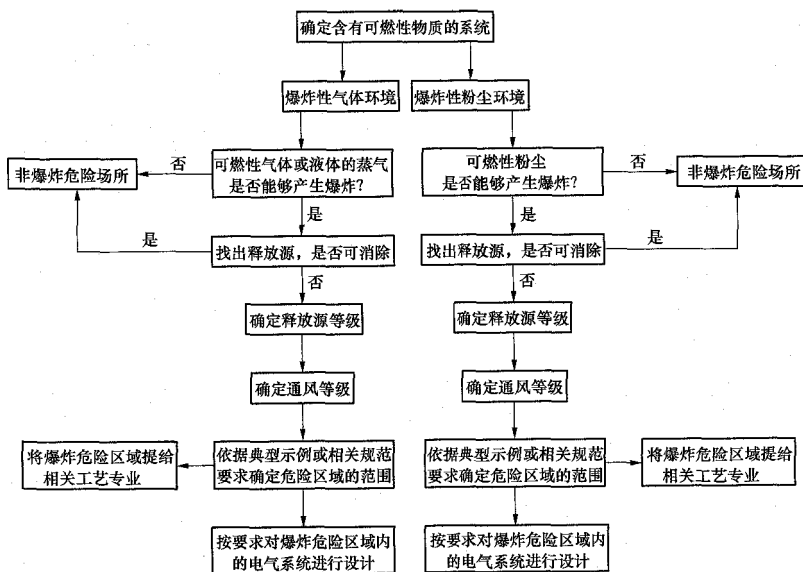 确定含有可燃性物质的系统
爆炸性气体环境
爆炸性粉尘环境
非爆炸危险场所
否
可燃性气体或液体的蒸气
是否能够产生爆炸?
可燃性粉尘
是否能够产生爆炸?
否
非爆炸危险场所
是
是
是
找出释放源，是否可消除
找出释放源，是否可消除
是
否
否
确定释放源等级
确定释放源等级
确定通风等级
确定通风等级
将爆炸危险区域提给
相关工艺专业
依据典型示例或相关规范
要求确定危险区域的范围
依据典型示例或相关规范
要求确定危险区域的范围
将爆炸危险区域提给
相关工艺专业
按要求对爆炸危险区域内
的电气系统进行设计
按要求对爆炸危险区域内
的电气系统进行设计